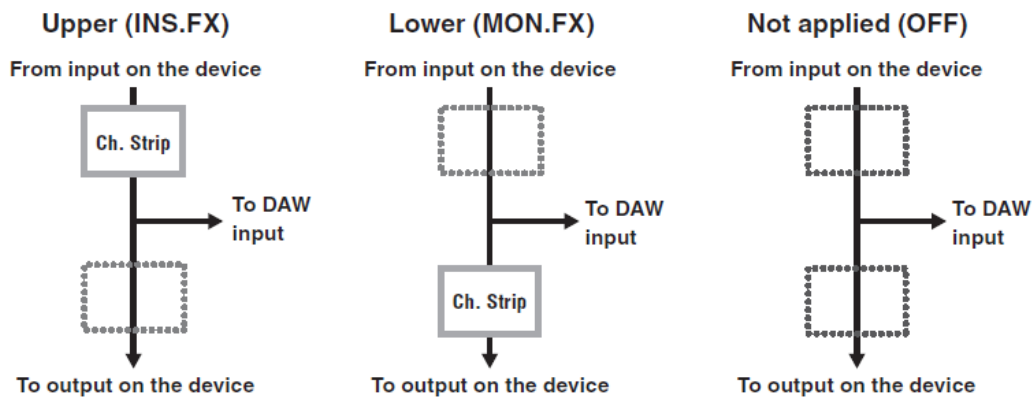 Upper (INS.FX)
From input on the device
Ch. Strip
To DAW
input
To output on the device
Lower (MON.FX)
From input on the device
To DAW
input
Ch. Strip
To output on the device
Not applied (OFF)
From input on the device
To DAW
input
To output on the device